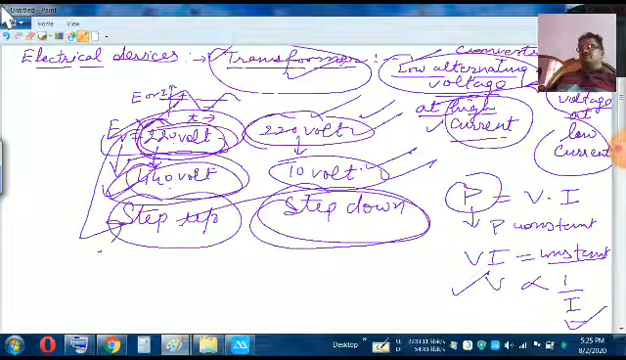 Untitled - Paint
Home View
Electrical devices :→ Transformer :- Converts
Low alternating
voltage
at high
Current
voltage
at
low
Current
E or I
t →
220 volt 220 volt
440 volt 10 volt
Step up Step down
P = V · I
P constant
V I = constant
V ∝ 1/I
Desktop
5:25 PM
8/2/2020